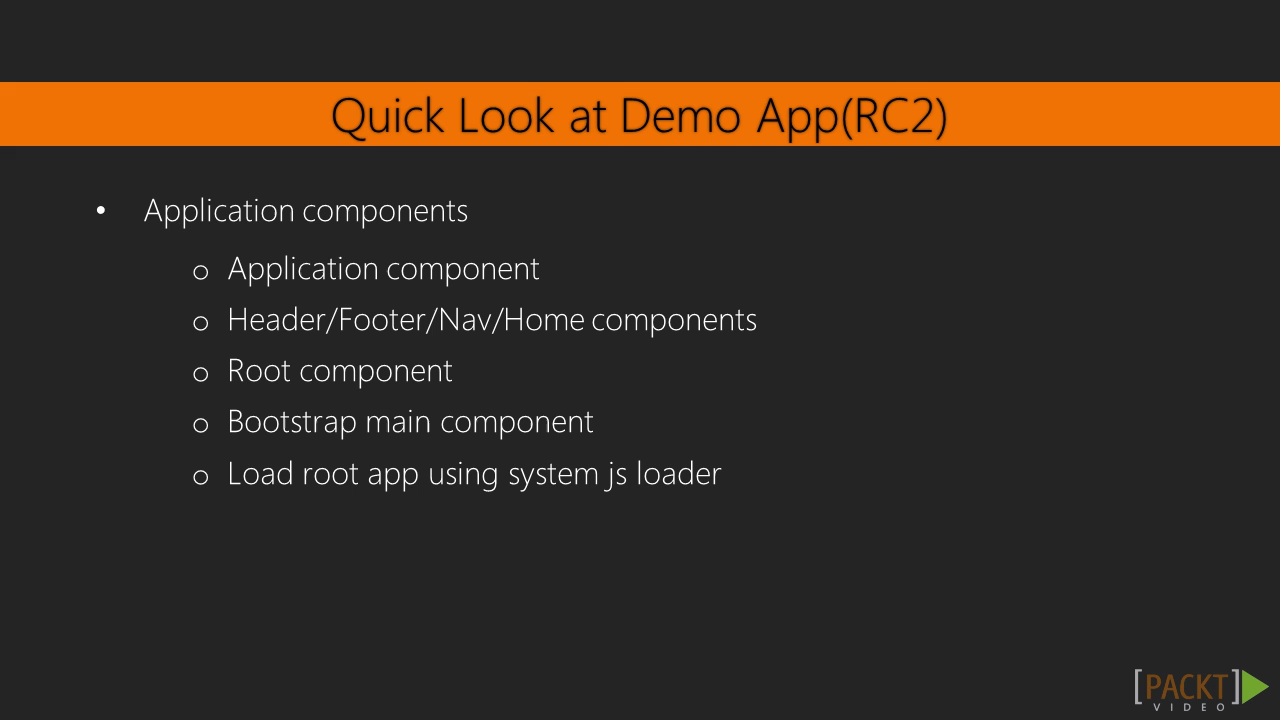 Quick Look at Demo App(RC2)
• Application components
o Application component
o Header/Footer/Nav/Home components
o Root component
o Bootstrap main component
o Load root app using system js loader
[PACKT]
VIDEO